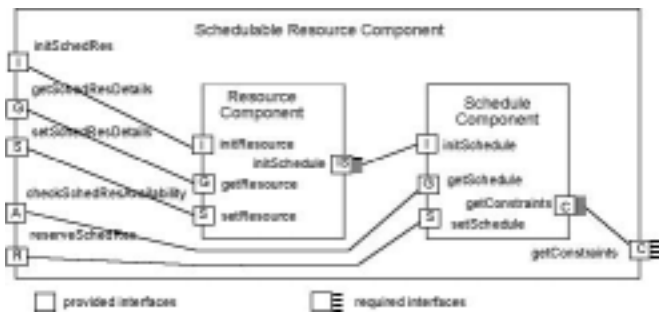 Schedulable Resource Component
initSchedRes
I
getSchedResDetails
Resource
Component
Schedule
Component
G
setSchedResDetails
S
I
initResource
initSchedule
IS
I
initSchedule
G
getResource
checkSchedResAvailability
G
getSchedule
getConstraints
C
S
setResource
S
setSchedule
A
reserveSchedRes
R
getConstraints
C
provided interfaces
required interfaces